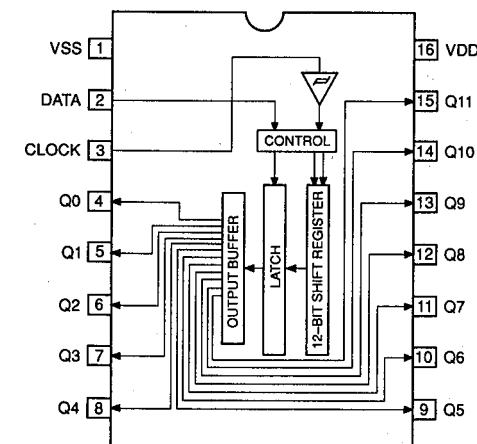 VSS 1
16 VDD
DATA 2
15 Q11
CLOCK 3
CONTROL
14 Q10
Q0 4
13 Q9
OUTPUT BUFFER
LATCH
12-BIT SHIFT REGISTER
Q1 5
12 Q8
Q2 6
11 Q7
Q3 7
10 Q6
Q4 8
9 Q5